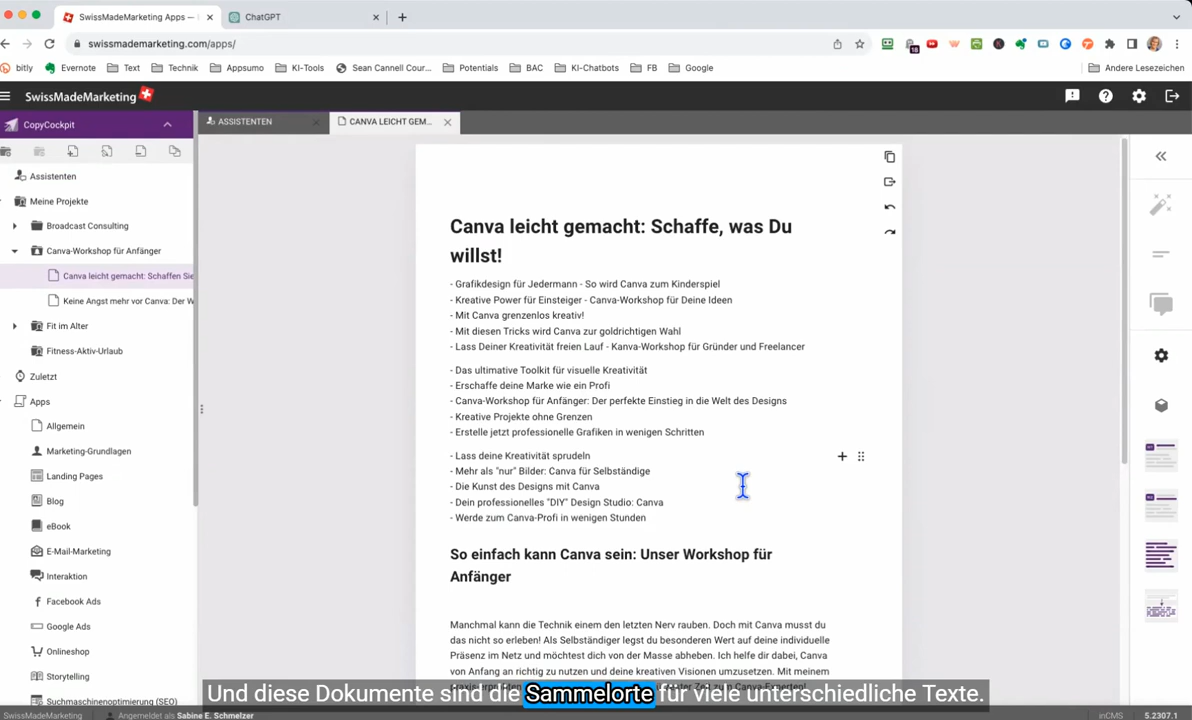 SwissMadeMarketing Apps —
ChatGPT
swissmademarketing.com/apps/
18
bitly
Evernote
Text
Technik
Appsumo
KI-Tools
Sean Cannell Cour...
Potentials
BAC
KI-Chatbots
FB
Google
Andere Lesezeichen
SwissMadeMarketing
CopyCockpit
ASSISTENTEN
CANVA LEICHT GEM...
Assistenten
Meine Projekte
Broadcast Consulting
Canva-Workshop für Anfänger
Canva leicht gemacht: Schaffen Sie
Keine Angst mehr vor Canva: Der W
Fit im Alter
Fitness-Aktiv-Urlaub
Zuletzt
Apps
Allgemein
Marketing-Grundlagen
Landing Pages
Blog
eBook
E-Mail-Marketing
Interaktion
Facebook Ads
Google Ads
Onlineshop
Storytelling
Suchmaschinenoptimierung (SEO)
Canva leicht gemacht: Schaffe, was Du
willst!
- Grafikdesign für Jedermann - So wird Canva zum Kinderspiel
- Kreative Power für Einsteiger - Canva-Workshop für Deine Ideen
- Mit Canva grenzenlos kreativ!
- Mit diesen Tricks wird Canva zur goldrichtigen Wahl
- Lass Deiner Kreativität freien Lauf - Kanva-Workshop für Gründer und Freelancer
- Das ultimative Toolkit für visuelle Kreativität
- Erschaffe deine Marke wie ein Profi
- Canva-Workshop für Anfänger: Der perfekte Einstieg in die Welt des Designs
- Kreative Projekte ohne Grenzen
- Erstelle jetzt professionelle Grafiken in wenigen Schritten
- Lass deine Kreativität sprudeln
- Mehr als "nur" Bilder: Canva für Selbständige
- Die Kunst des Designs mit Canva
- Dein professionelles "DIY" Design Studio: Canva
- Werde zum Canva-Profi in wenigen Stunden
So einfach kann Canva sein: Unser Workshop für
Anfänger
Manchmal kann die Technik einem den letzten Nerv rauben. Doch mit Canva musst du
das nicht so erleben! Als Selbständiger legst du besonderen Wert auf deine individuelle
Präsenz im Netz und möchtest dich von der Masse abheben. Ich helfe dir dabei, Canva
von Anfang an richtig zu nutzen und deine kreativen Visionen umzusetzen. Mit meinem
Und diese Dokumente sind die Sammelorte für viele unterschiedliche Texte.
SwissMadeMarketing
Angemeldet als Sabine E. Schmelzer
inCMS
5.2307.1